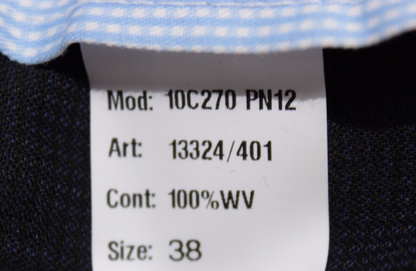 Mod: 10C270 PN12
Art: 13324/401
Cont: 100%WV
Size: 38